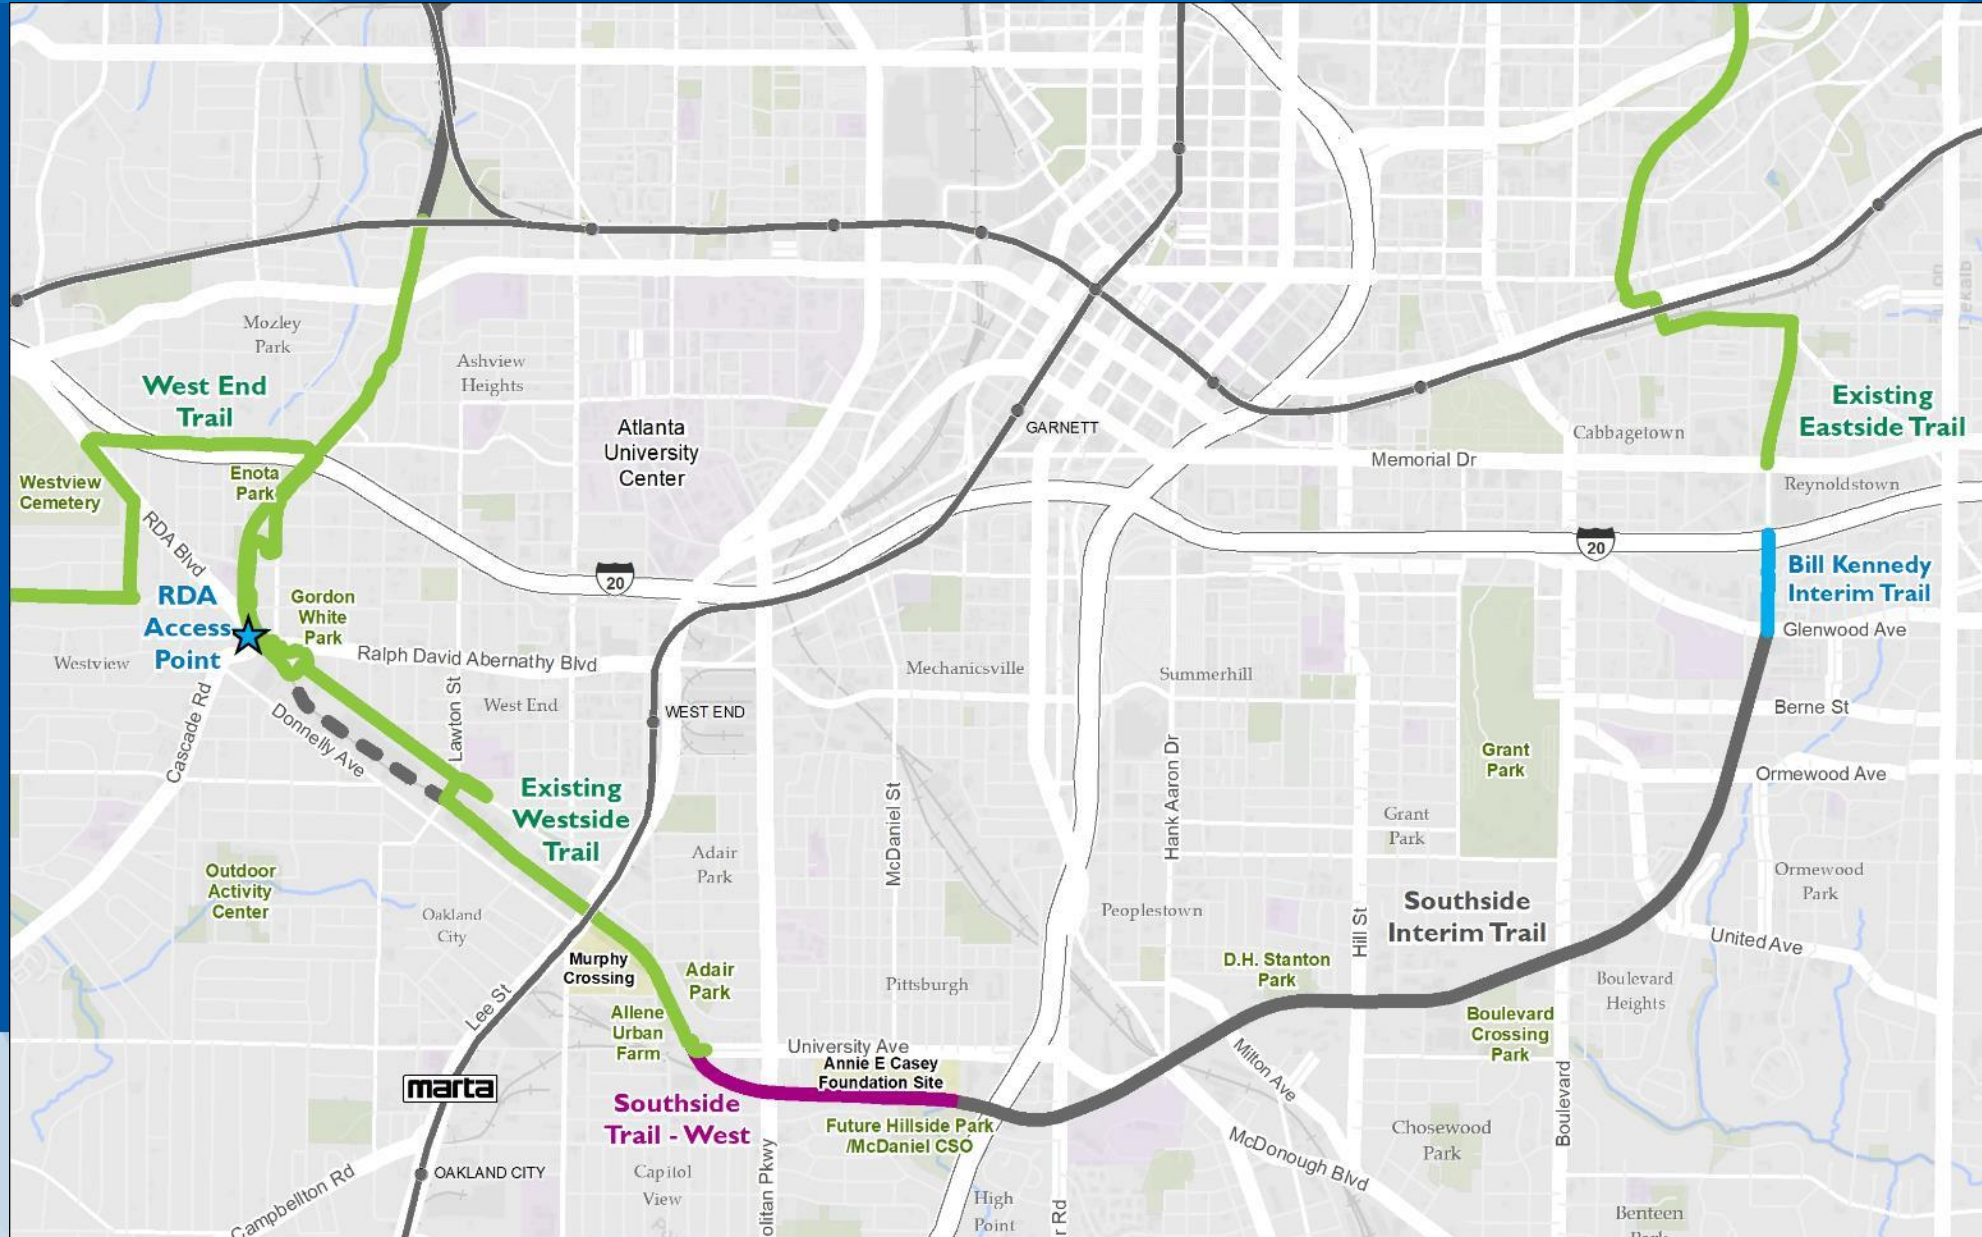 Mozley
Park
Ashview
Heights
West End
Trail
Atlanta
University
Center
GARNETT
Cabbagetown
Existing
Eastside Trail
Memorial Dr
Reynoldstown
Westview
Cemetery
Enota
Park
RDA Blvd
20
20
Bill Kennedy
Interim Trail
Glenwood Ave
RDA
Access
Point
Gordon
White
Park
Westview
Ralph David Abernathy Blvd
Mechanicsville
Summerhill
Cascade Rd
Donnelly Ave
Lawton St
West End
WEST END
Berne St
Grant
Park
Ormewood Ave
Hank Aaron Dr
McDaniel St
Existing
Westside
Trail
Grant
Park
Adair
Park
Ormewood
Park
Outdoor
Activity
Center
Oakland
City
Peoplestown
Hill St
Southside
Interim Trail
United Ave
Murphy
Crossing
Adair
Park
Pittsburgh
D.H. Stanton
Park
Boulevard
Heights
Lee St
Allene
Urban
Farm
Boulevard
Crossing
Park
University Ave
Annie E Casey
Foundation Site
Milton Ave
marta
Southside
Trail - West
Future Hillside Park
/McDaniel CSO
Boulevard
Chosewood
Park
McDonough Blvd
OAKLAND CITY
Campbellton Rd
Capitol
View
olitan Pkwy
High
Point
r Rd
Benteen